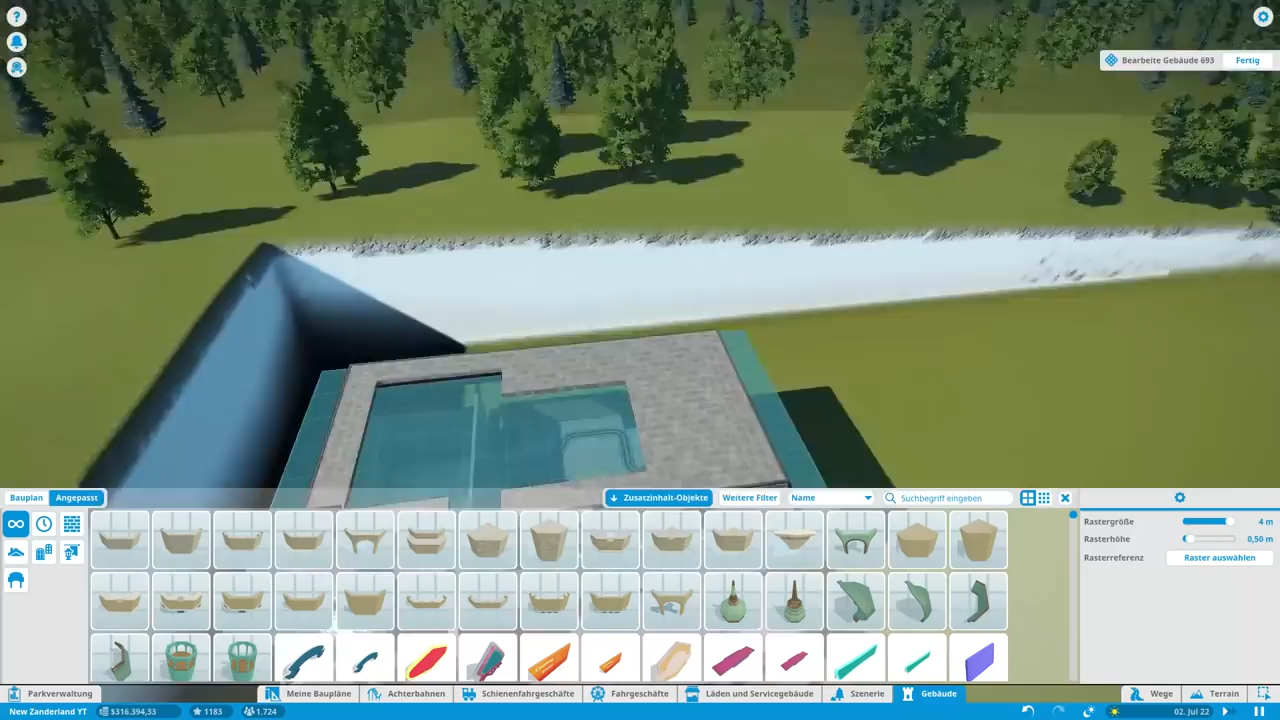 ?
Bearbeite Gebäude 693 Fertig
Bauplan Angepasst
Zusatzinhalt-Objekte Weitere Filter Name Suchbegriff eingeben
Rastergröße 4 m
Rasterhöhe 0,50 m
Rasterreferenz Raster auswählen
Parkverwaltung Meine Baupläne Achterbahnen Schienenfahrgeschäfte Fahrgeschäfte Läden und Servicegebäude Szenerie Gebäude Wege Terrain
New Zanderland YT $316.394,33 1183 1.724 02. Jul 22